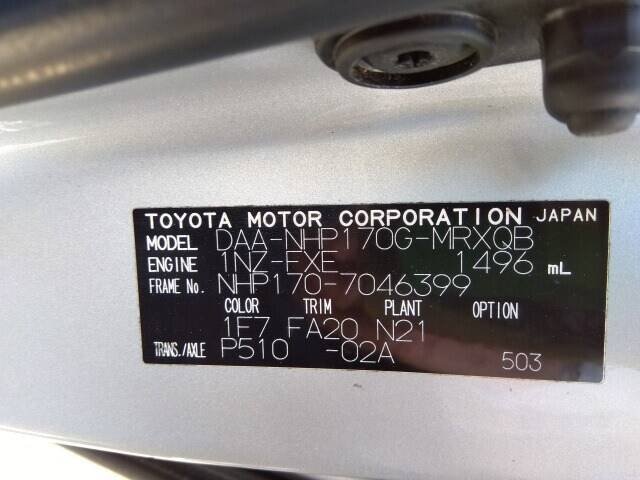 TOYOTA MOTOR CORPORATION JAPAN
MODEL DAA-NHP170G-MRXQB
ENGINE 1NZ-FXE 1496 mL
FRAME No. NHP170-7046399
COLOR TRIM PLANT OPTION
1F7 FA20 N21
TRANS./AXLE P510 -02A
503